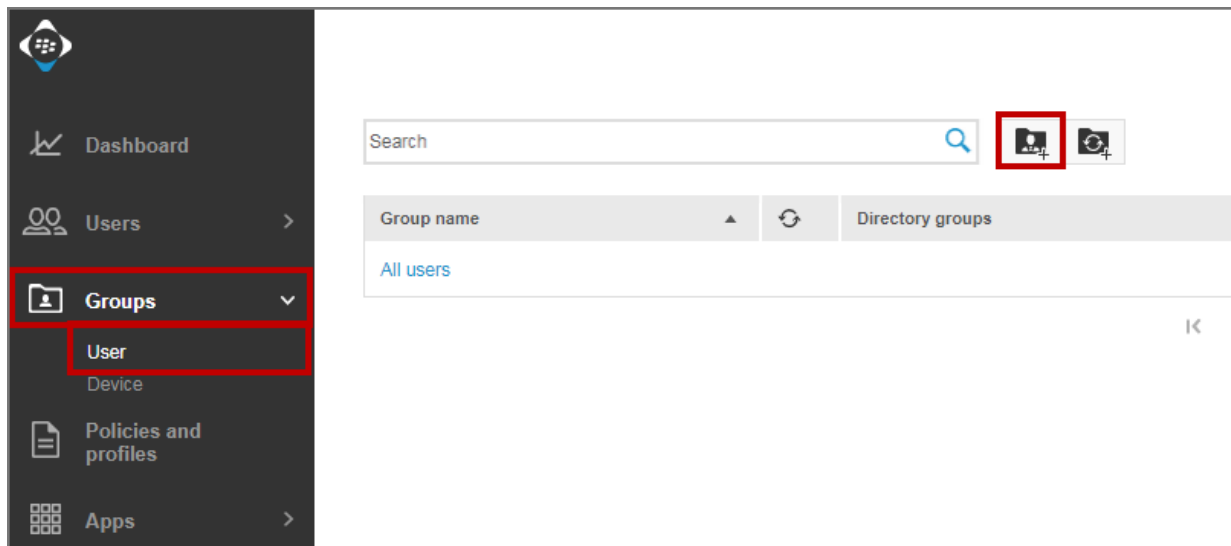 Dashboard
Users
Groups
User
Device
Policies and
profiles
Apps
Search
Group name
Directory groups
All users